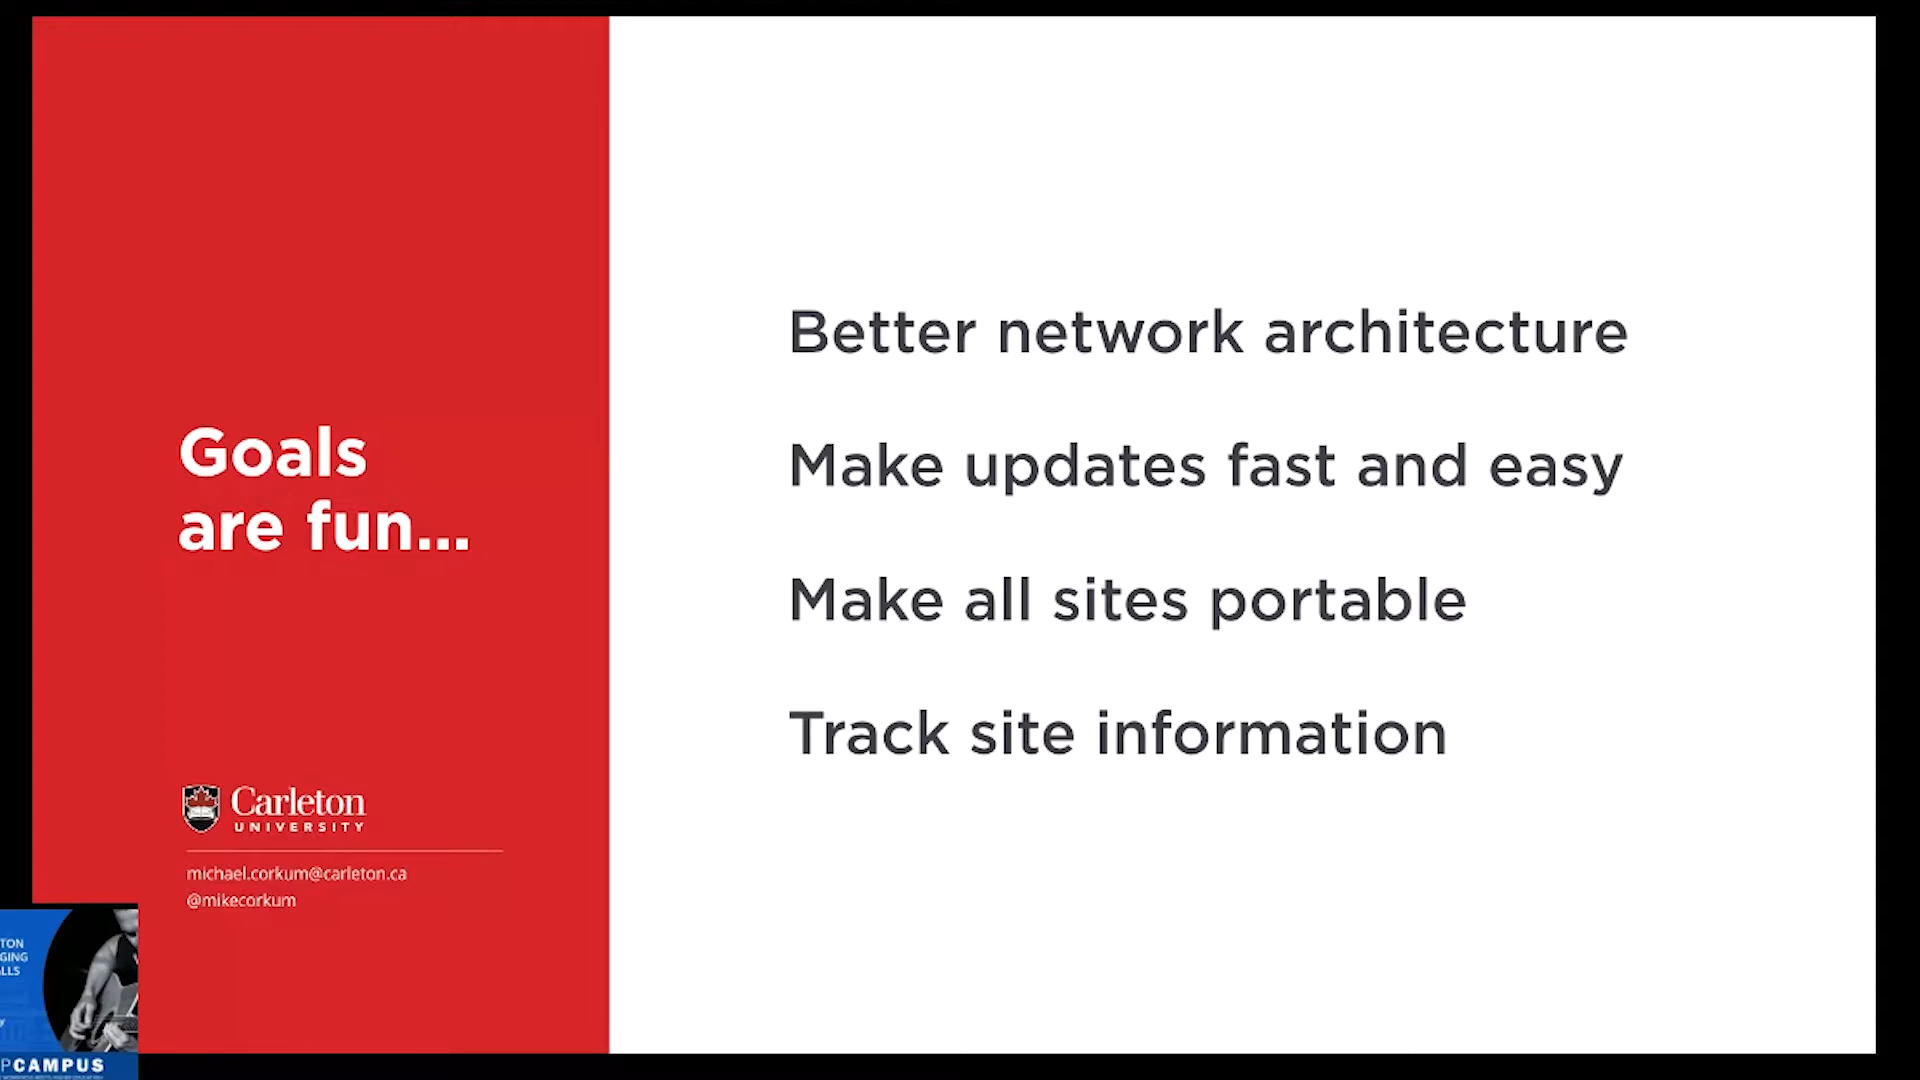 Goals
are fun...
Carleton
UNIVERSITY
michael.corkum@carleton.ca
@mikecorkum
Better network architecture
Make updates fast and easy
Make all sites portable
Track site information
TON
GING
LLS
PCAMPUS